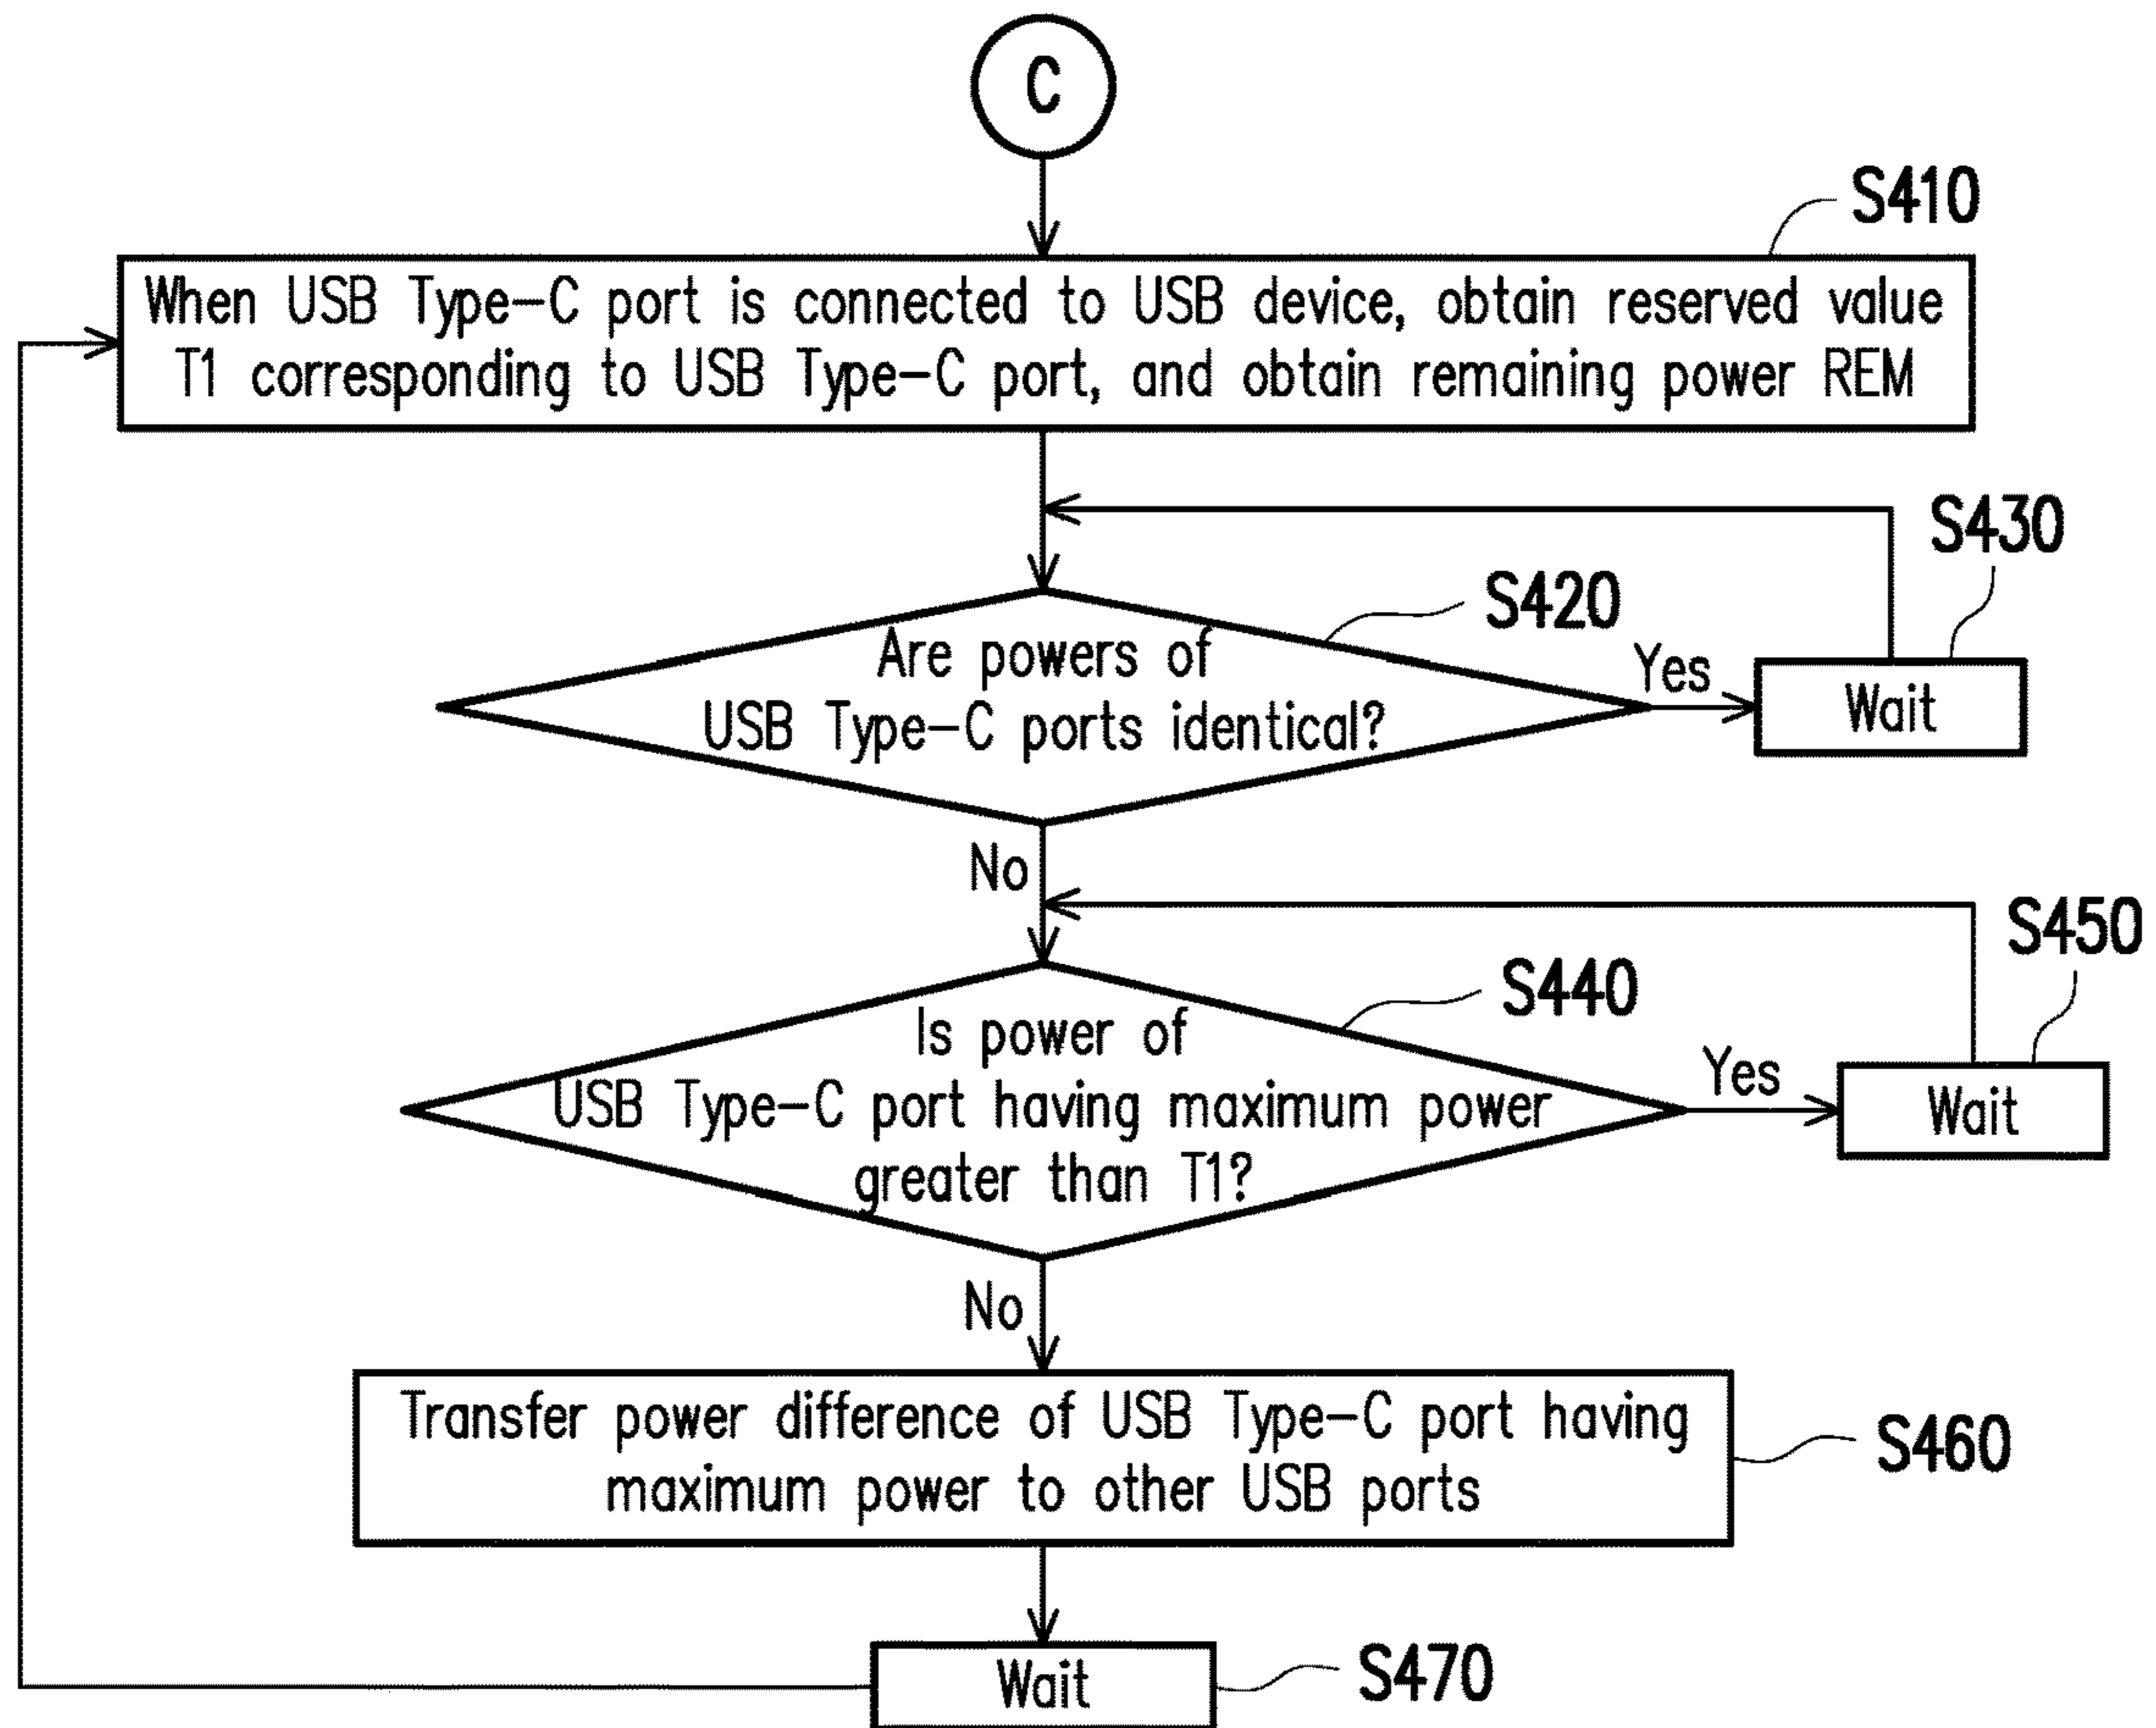 C
S410
When USB Type-C port is connected to USB device, obtain reserved value
T1 corresponding to USB Type-C port, and obtain remaining power REM
S430
S420
Are powers of
USB Type-C ports identical?
Yes
Wait
No
S450
S440
Is power of
USB Type-C port having maximum power
greater than T1?
Yes
Wait
No
Transfer power difference of USB Type-C port having
maximum power to other USB ports
S460
Wait
S470